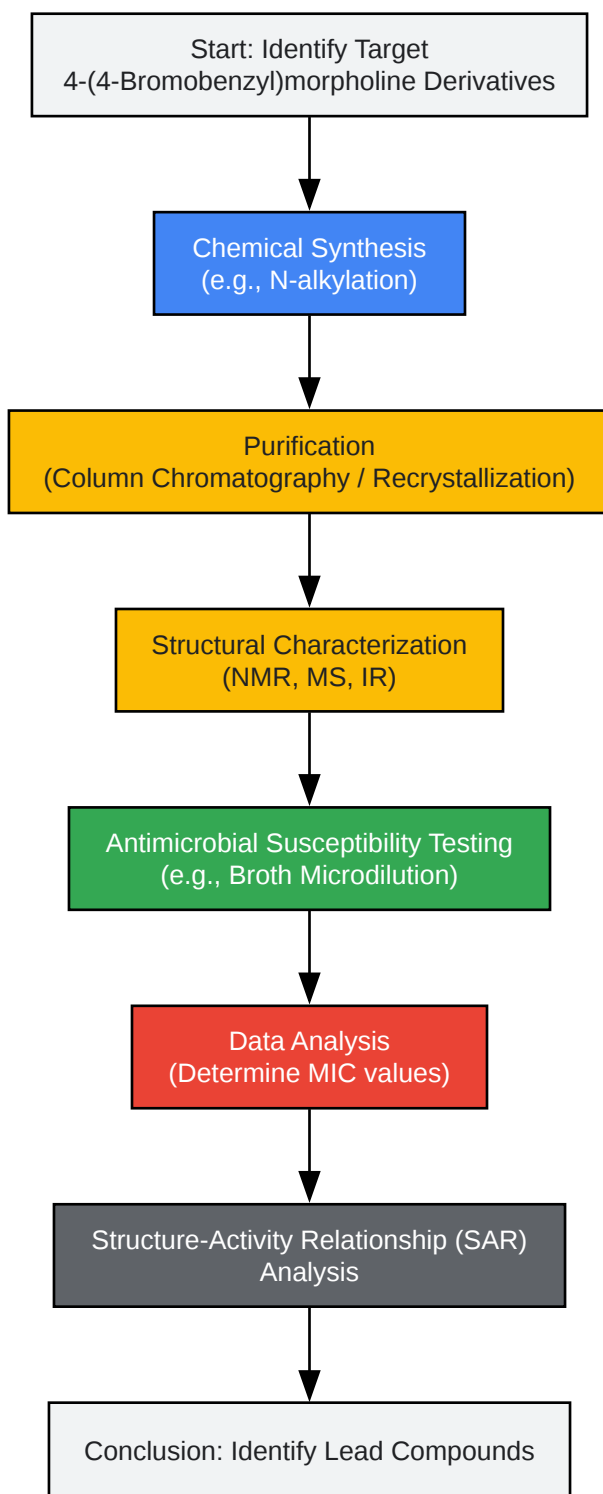 Start: Identify Target
4-(4-Bromobenzyl)morpholine Derivatives
Chemical Synthesis
(e.g., N-alkylation)
Purification
(Column Chromatography / Recrystallization)
Structural Characterization
(NMR, MS, IR)
Antimicrobial Susceptibility Testing
(e.g., Broth Microdilution)
Data Analysis
(Determine MIC values)
Structure-Activity Relationship (SAR)
Analysis
Conclusion: Identify Lead Compounds